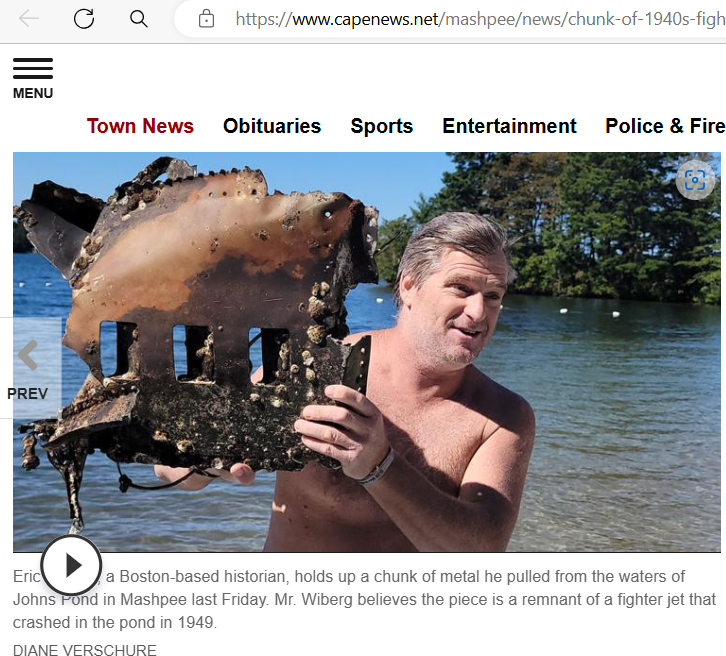 https://www.capenews.net/mashpee/news/chunk-of-1940s-figh
MENU
Town News Obituaries Sports Entertainment Police & Fire
PREV
Eric , a Boston-based historian, holds up a chunk of metal he pulled from the waters of
Johns Pond in Mashpee last Friday. Mr. Wiberg believes the piece is a remnant of a fighter jet that
crashed in the pond in 1949.
DIANE VERSCHURE